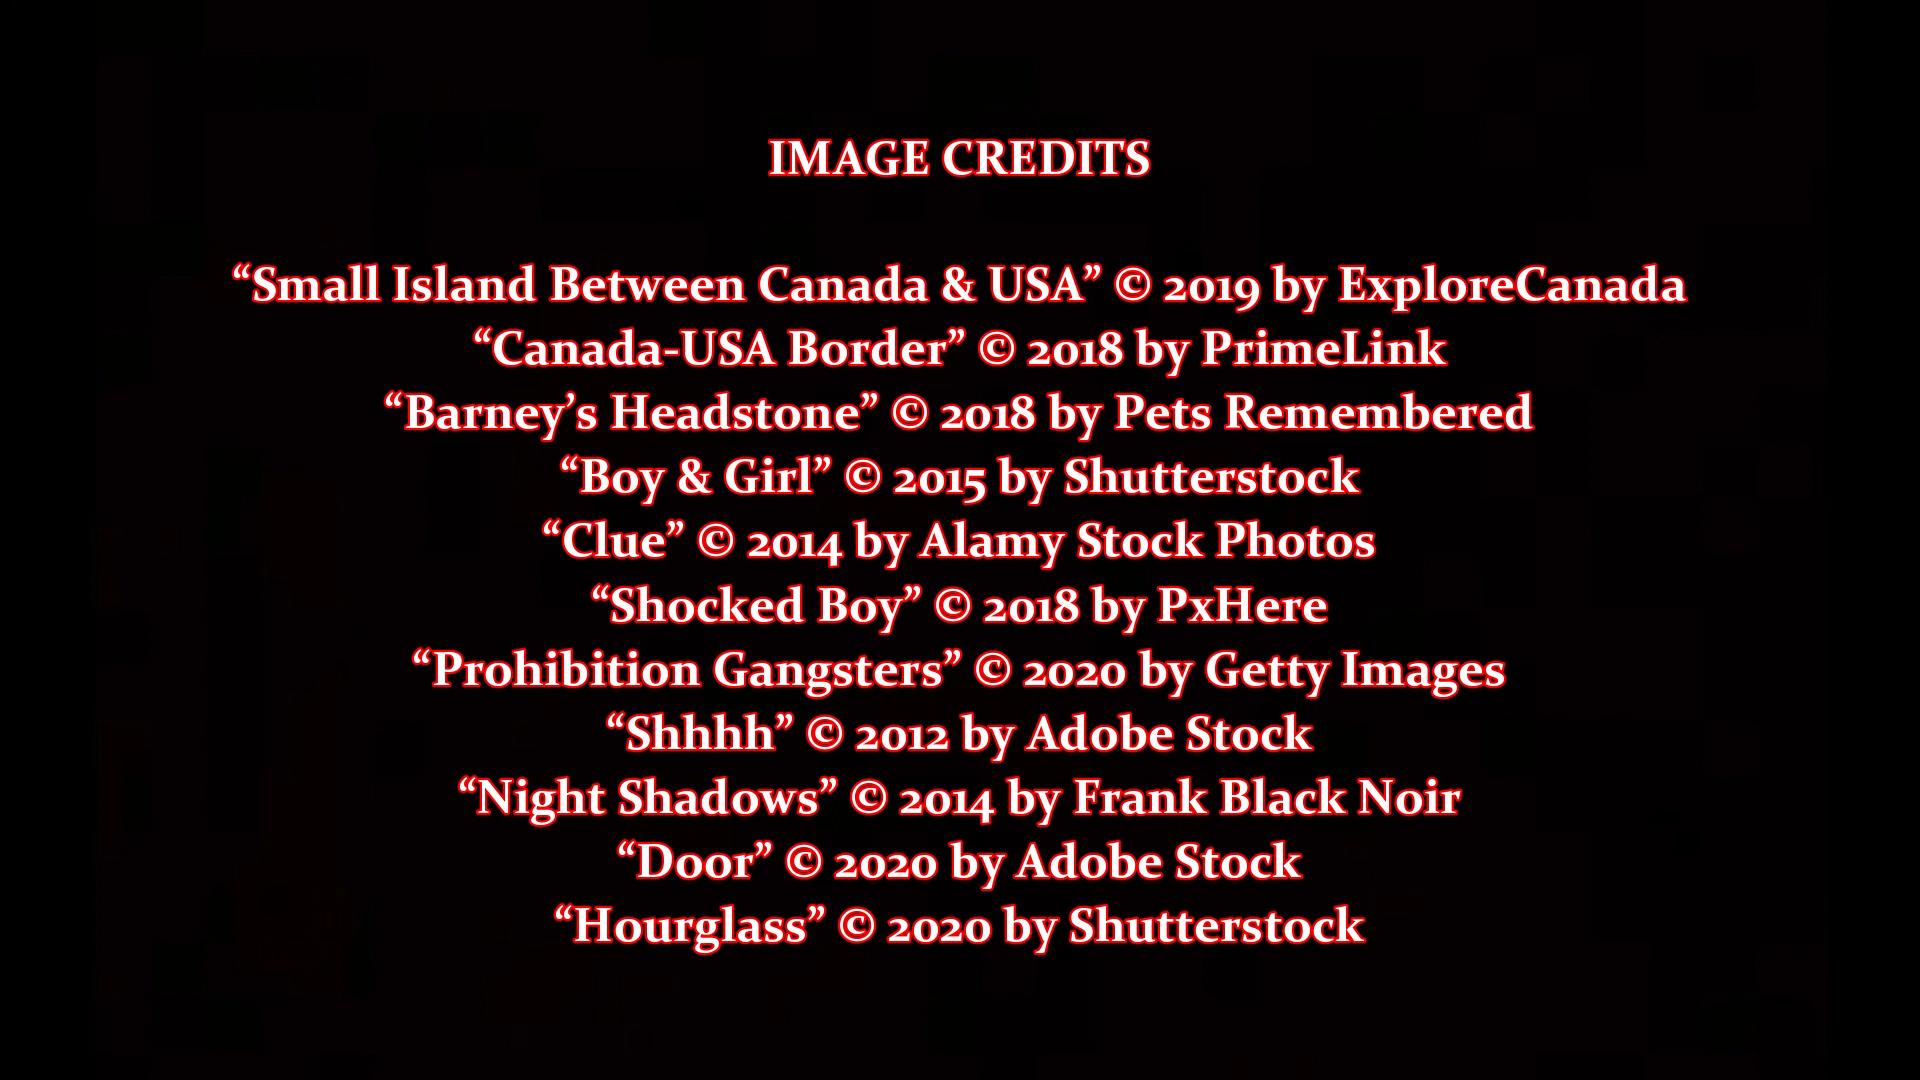 IMAGE CREDITS
“Small Island Between Canada & USA” © 2019 by ExploreCanada
“Canada-USA Border” © 2018 by PrimeLink
“Barney’s Headstone” © 2018 by Pets Remembered
“Boy & Girl” © 2015 by Shutterstock
“Clue” © 2014 by Alamy Stock Photos
“Shocked Boy” © 2018 by PxHere
“Prohibition Gangsters” © 2020 by Getty Images
“Shhhh” © 2012 by Adobe Stock
“Night Shadows” © 2014 by Frank Black Noir
“Door” © 2020 by Adobe Stock
“Hourglass” © 2020 by Shutterstock